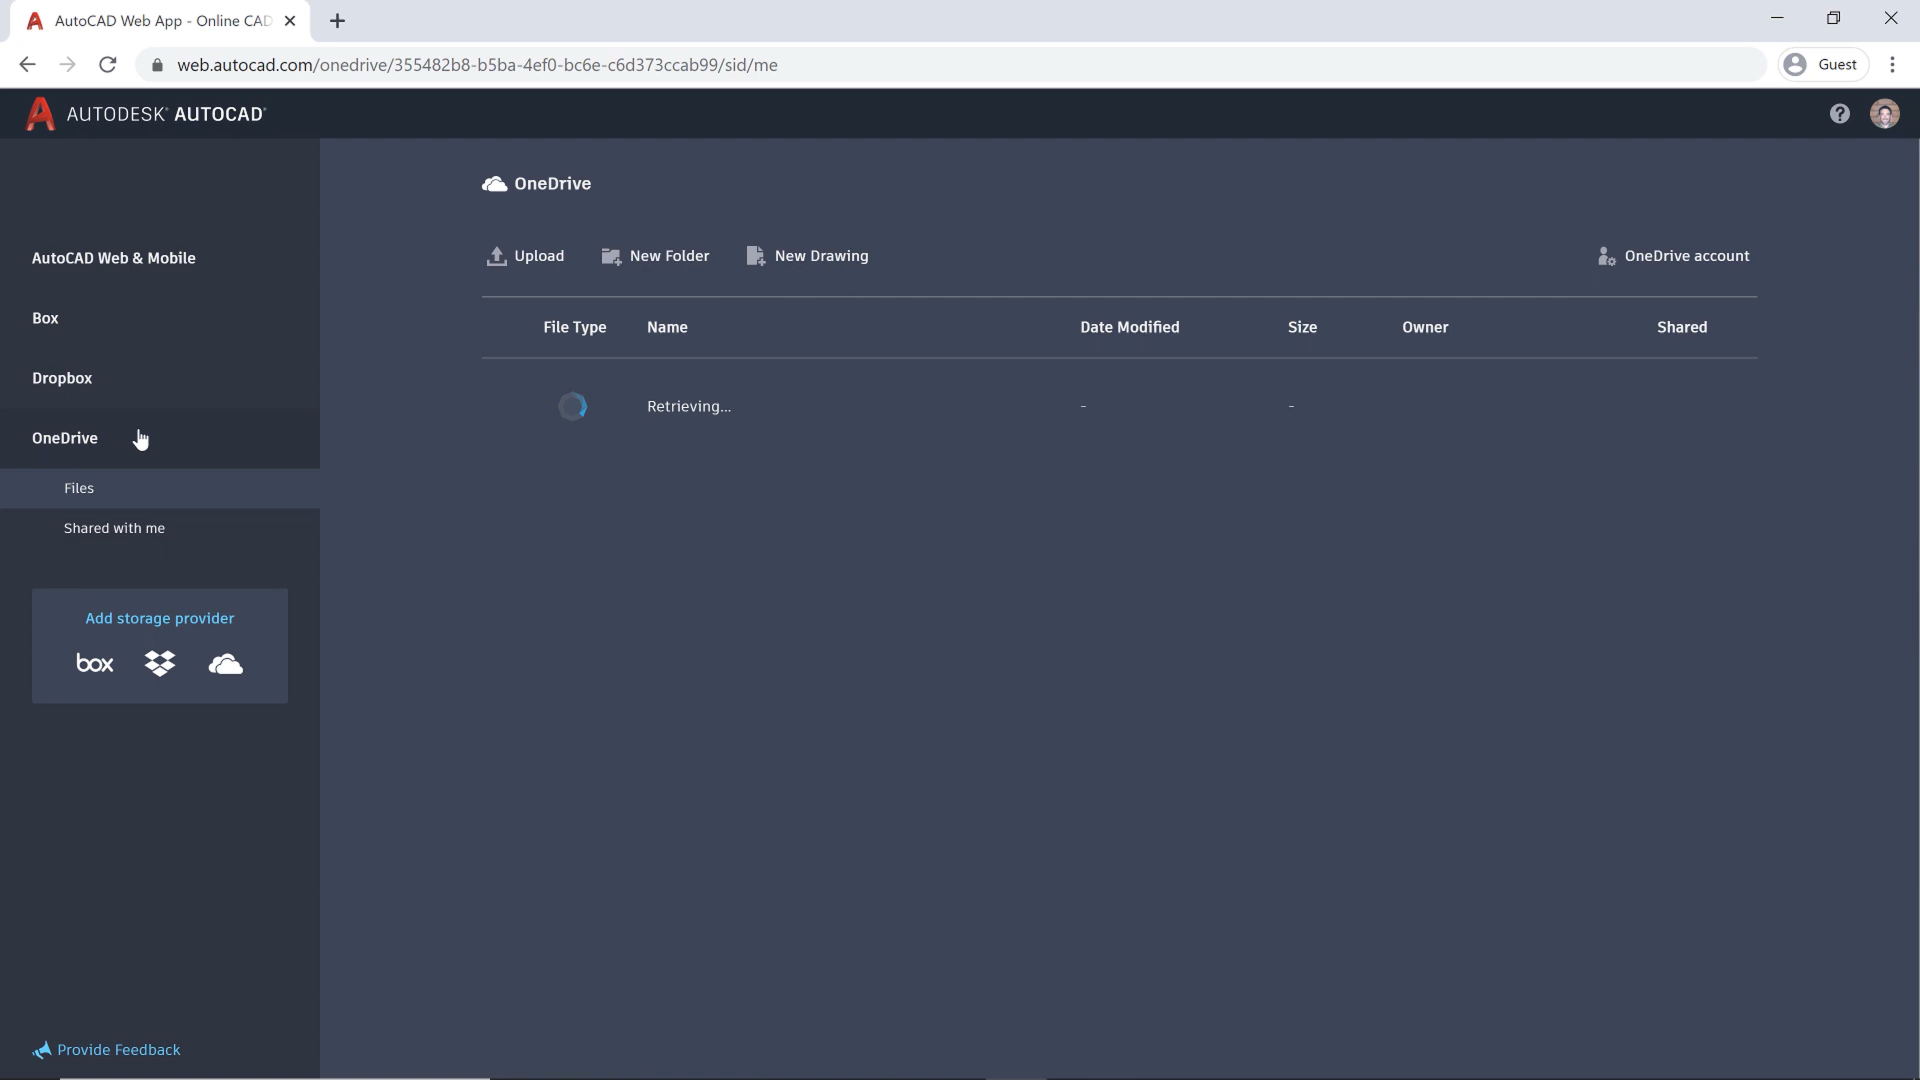 AutoCAD Web App - Online CAD
web.autocad.com/onedrive/355482b8-b5ba-4ef0-bc6e-c6d373ccab99/sid/me
Guest
AUTODESK® AUTOCAD®
OneDrive
Upload
New Folder
New Drawing
OneDrive account
AutoCAD Web & Mobile
Box
Dropbox
OneDrive
Files
Shared with me
File Type
Name
Date Modified
Size
Owner
Shared
Retrieving...
-
-
Add storage provider
box
Provide Feedback